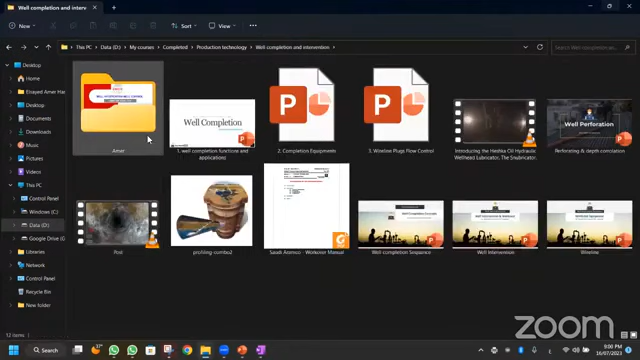 Well completion and interv
New
Sort
View
This PC
Data (D:)
My courses
Completed
Production technology
Well completion and intervention
Desktop
Home
Desktop
Documents
Downloads
Music
Pictures
Videos
This PC
Control Panel
Windows (C:)
Data (D:)
Google Drive (G
Libraries
Network
Control Panel
Recycle Bin
New folder
Amer
Well Completion
1. well completion functions and
applications
2. Completion Equipments
3. Wireline Plugs Flow Control
Introducing the Hydraulic
Wellhead Lubricator, The Snubricator.
Well Perforation
Perforating & depth correlation
Post
profiling-combo2
Saudi Aramco - Workover Manual
Well completion Sequence
Well Intervention
Wireline
12 items
zoom
Search
9:00 PM
16/07/2023